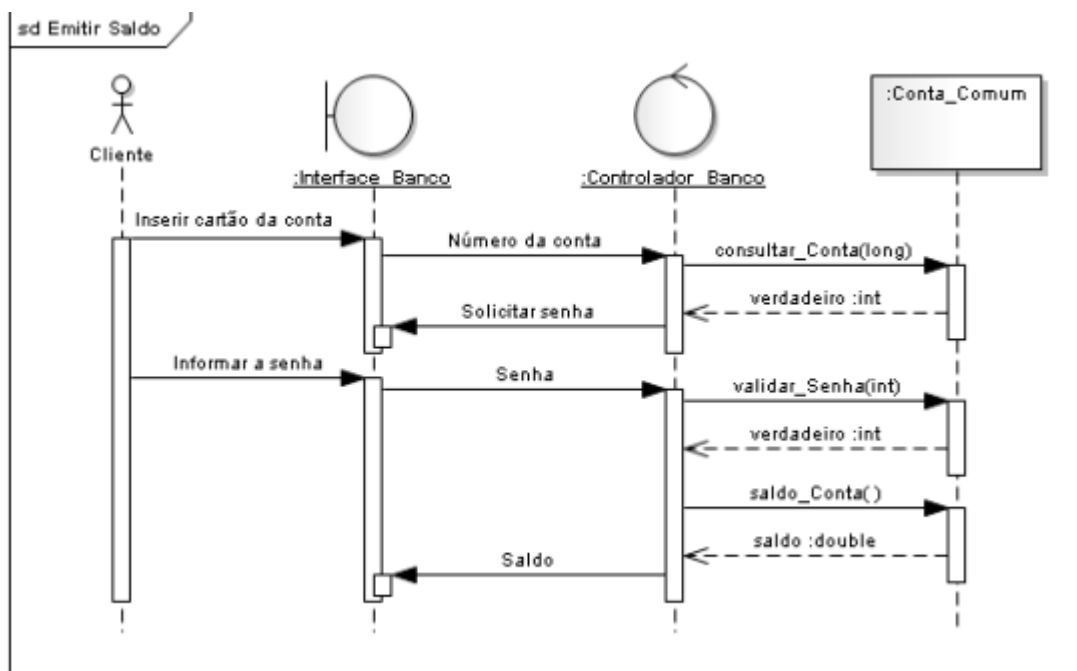 sd Emitir Saldo
:Conta_Comum
Cliente
:Interface_Banco
:Controlador_Banco
Inserir cartão da conta
Número da conta
consultar_Conta(long)
verdadeiro :int
Solicitar senha
Informar a senha
Senha
validar_Senha(int)
verdadeiro :int
saldo_Conta( )
saldo :double
Saldo